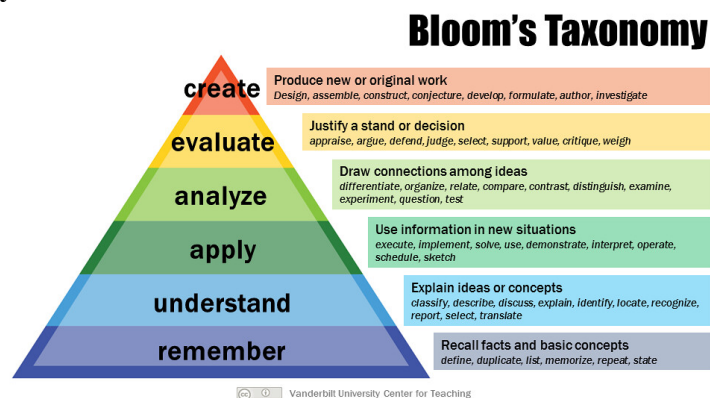 Bloom's Taxonomy
create
Produce new or original work
Design, assemble, construct, conjecture, develop, formulate, author, investigate
evaluate
Justify a stand or decision
appraise, argue, defend, judge, select, support, value, critique, weigh
analyze
Draw connections among ideas
differentiate, organize, relate, compare, contrast, distinguish, examine,
experiment, question, test
apply
Use information in new situations
execute, implement, solve, use, demonstrate, interpret, operate,
schedule, sketch
understand
Explain ideas or concepts
classify, describe, discuss, explain, identify, locate, recognize,
report, select, translate
remember
Recall facts and basic concepts
define, duplicate, list, memorize, repeat, state
cc
Vanderbilt University Center for Teaching